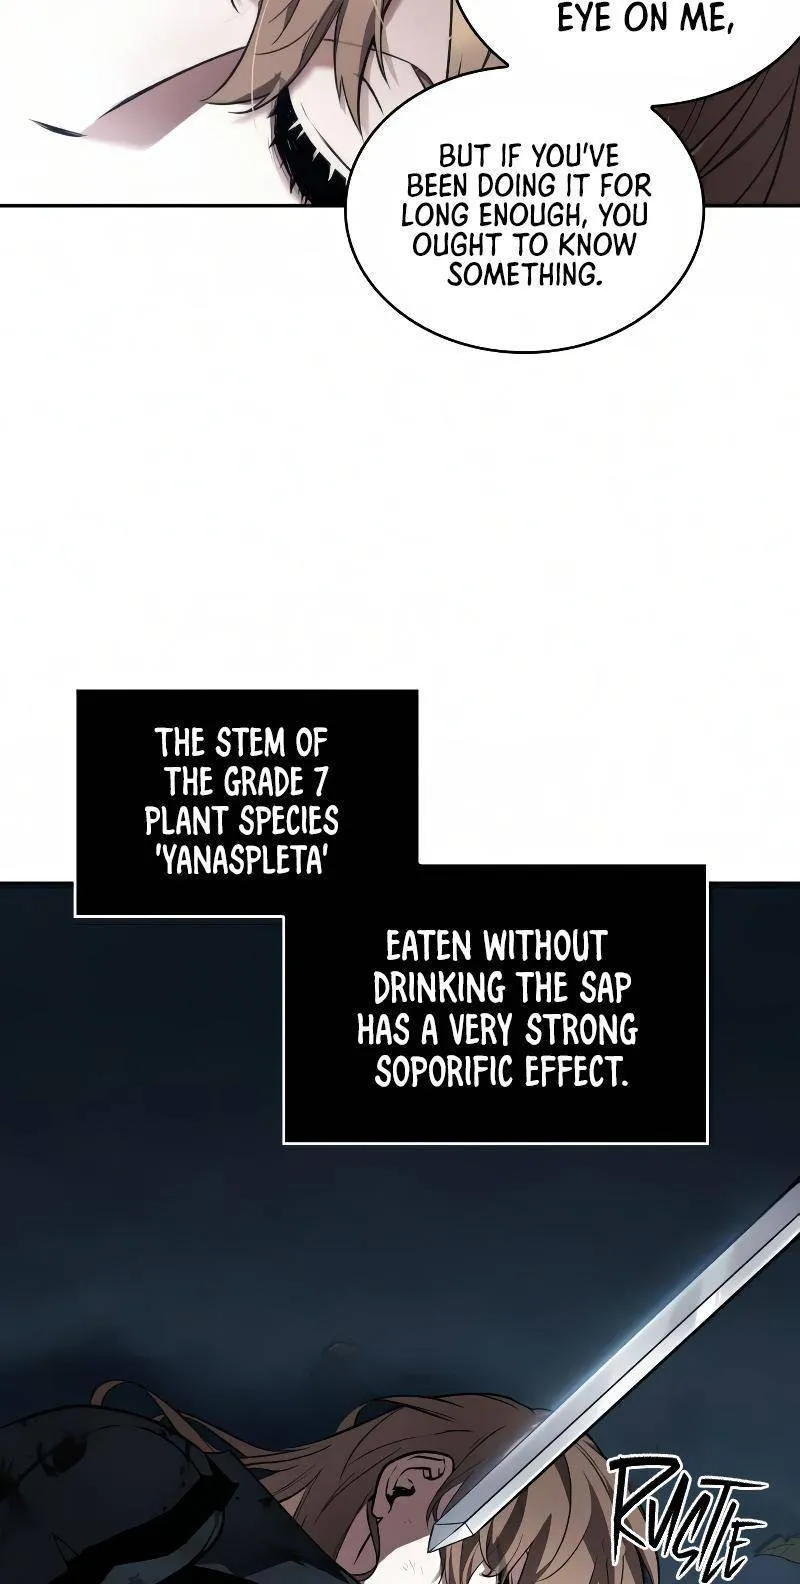 EYE ON ME,
BUT IF YOU'VE
BEEN DOING IT FOR
LONG ENOUGH, YOU
OUGHT TO KNOW
SOMETHING.
THE STEM OF
THE GRADE 7
PLANT SPECIES
'YANASPLETA'
EATEN WITHOUT
DRINKING THE SAP
HAS A VERY STRONG
SOPORIFIC EFFECT.
RUSTLE